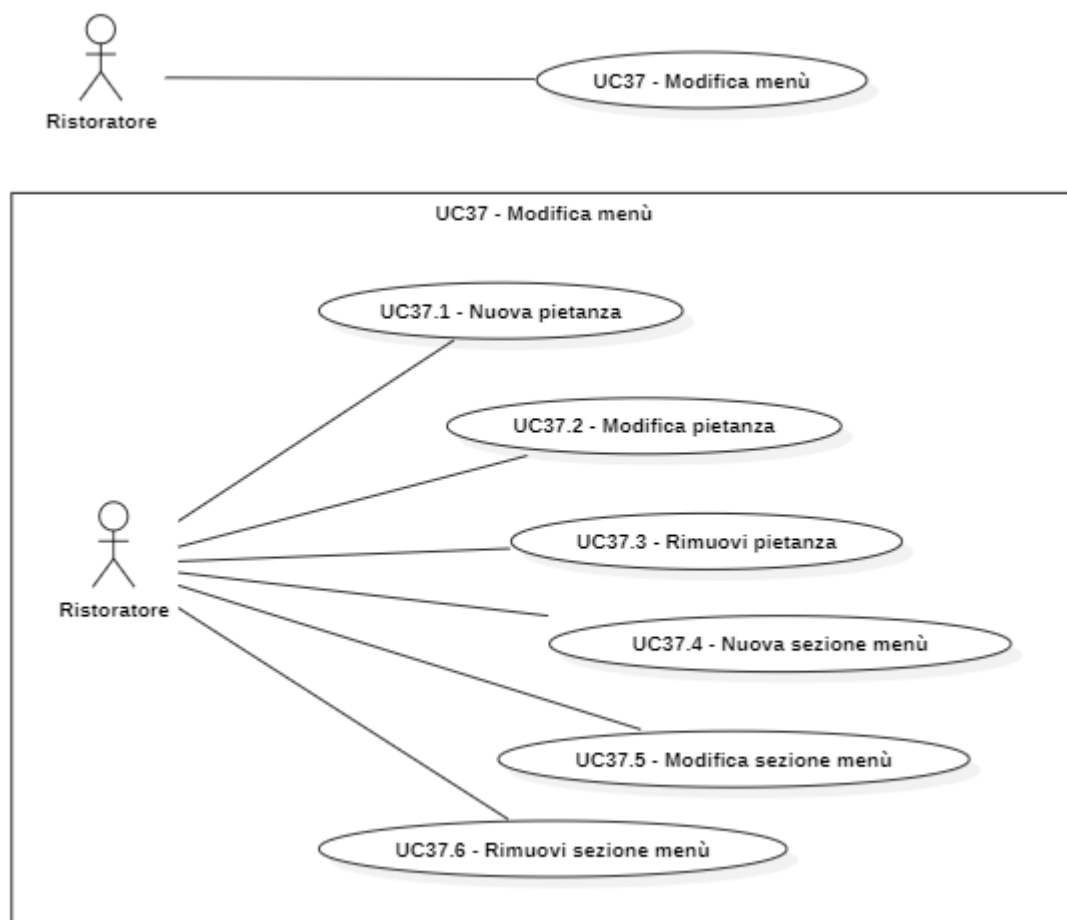 UC37 - Modifica menù
Ristoratore
UC37 - Modifica menù
UC37.1 - Nuova pietanza
UC37.2 - Modifica pietanza
UC37.3 - Rimuovi pietanza
Ristoratore
UC37.4 - Nuova sezione menù
UC37.5 - Modifica sezione menù
UC37.6 - Rimuovi sezione menù